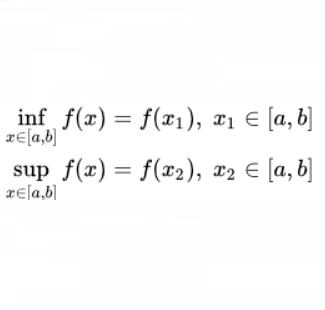 inf f(x) = f(x₁), x₁ ∈ [a, b]
x∈[a,b]
sup f(x) = f(x₂), x₂ ∈ [a, b]
x∈[a,b]